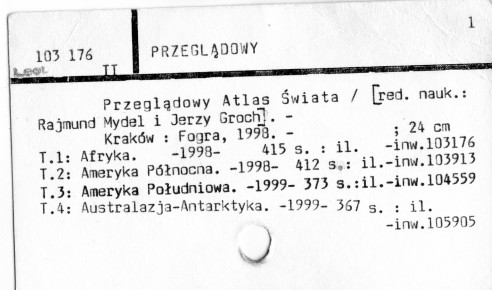 1
103 176
II
PRZEGLĄDOWY
Przeglądowy Atlas Świata / [red. nauk.:
Rajmund Mydel i Jerzy Groch]. -
Kraków : Fogra, 1998. - ; 24 cm
T.1: Afryka. -1998- 415 s. : il. -inw.103176
T.2: Ameryka Północna. -1998- 412 s.: il.-inw.103913
T.3: Ameryka Południowa. -1999- 373 s.:il.-inw.104559
T.4: Australazja-Antarktyka. -1999- 367 s. : il.
-inw.105905